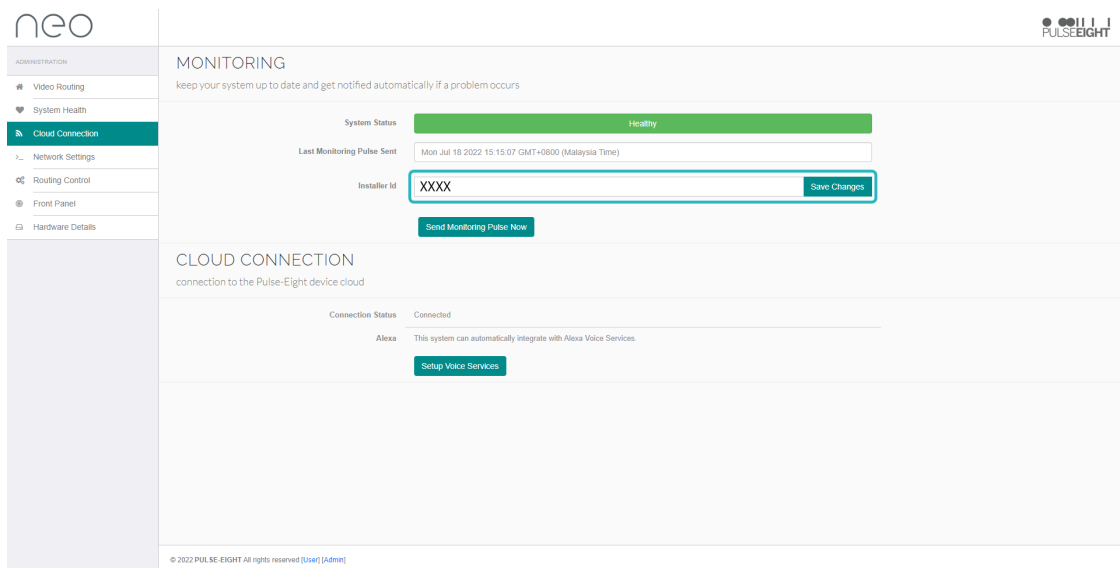 neo
PULSEEIGHT
ADMINISTRATION
Video Routing
System Health
Cloud Connection
Network Settings
Routing Control
Front Panel
Hardware Details
MONITORING
keep your system up to date and get notified automatically if a problem occurs
System Status Healthy
Last Monitoring Pulse Sent Mon Jul 18 2022 15:15:07 GMT+0800 (Malaysia Time)
Installer Id XXXX Save Changes
Send Monitoring Pulse Now
CLOUD CONNECTION
connection to the Pulse-Eight device cloud
Connection Status Connected
Alexa This system can automatically integrate with Alexa Voice Services.
Setup Voice Services
© 2022 PULSE-EIGHT All rights reserved [User] [Admin]